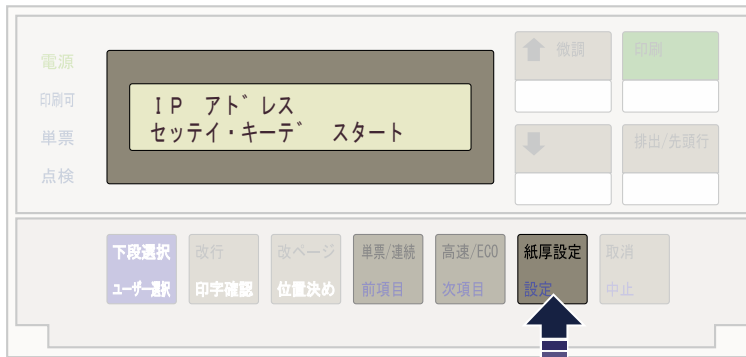 電源
印刷可
単票
点検
ＩＰ　アド゛レス
セッテイ・キーデ゛　スタート
微調
印刷
排出/先頭行
下段選択
ユーザー選択
改行
印字確認
改ページ
位置決め
単票/連続
前項目
高速/ECO
次項目
紙厚設定
設定
取消
中止